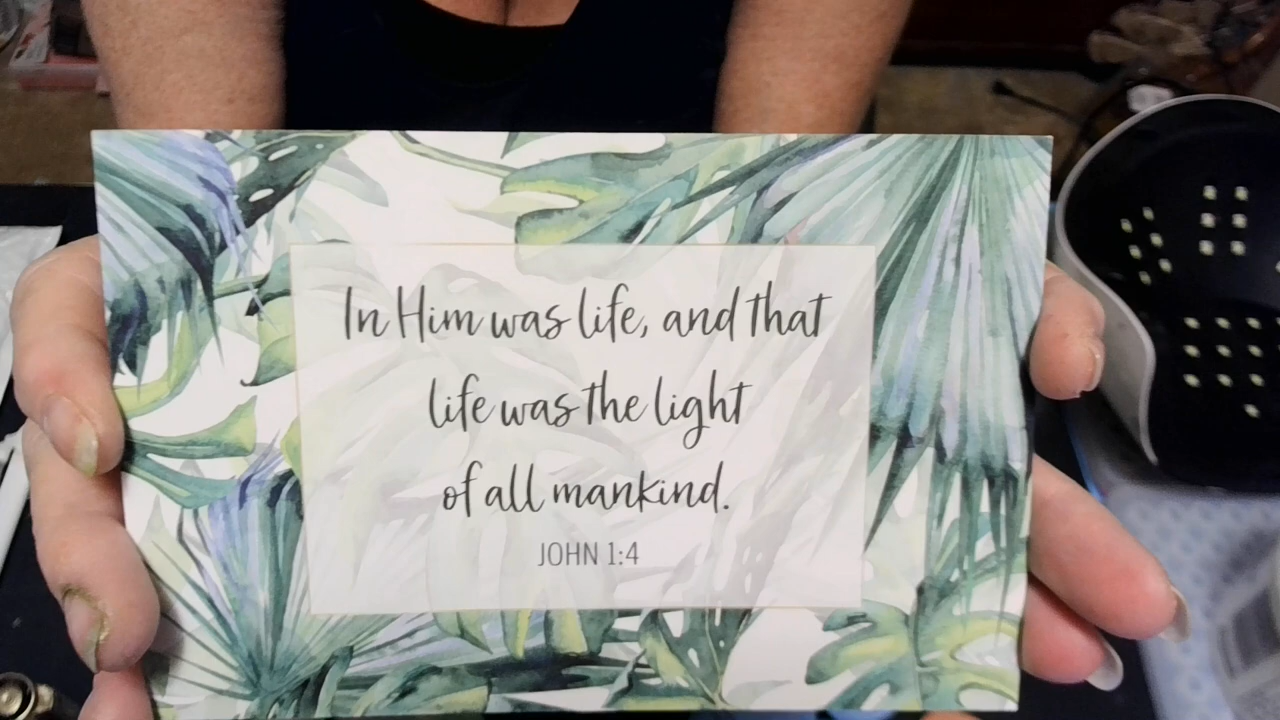 In Him was life, and that
life was the light
of all mankind.
JOHN 1:4